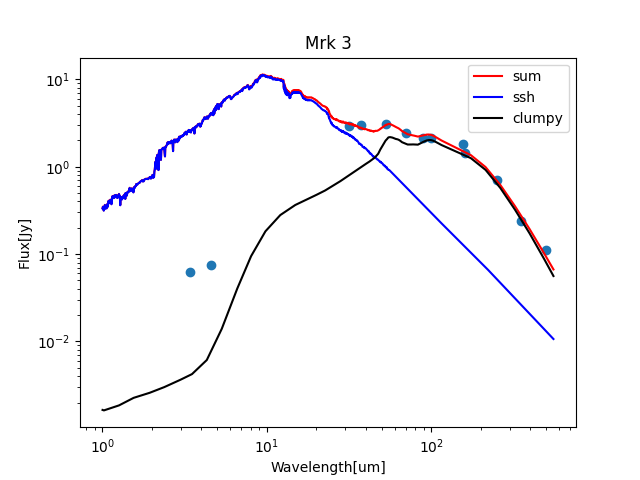 Mrk 3
sum
ssh
clumpy
Flux[Jy]
10¹
10⁰
10⁻¹
10⁻²
10⁰ 10¹ 10²
Wavelength[um]